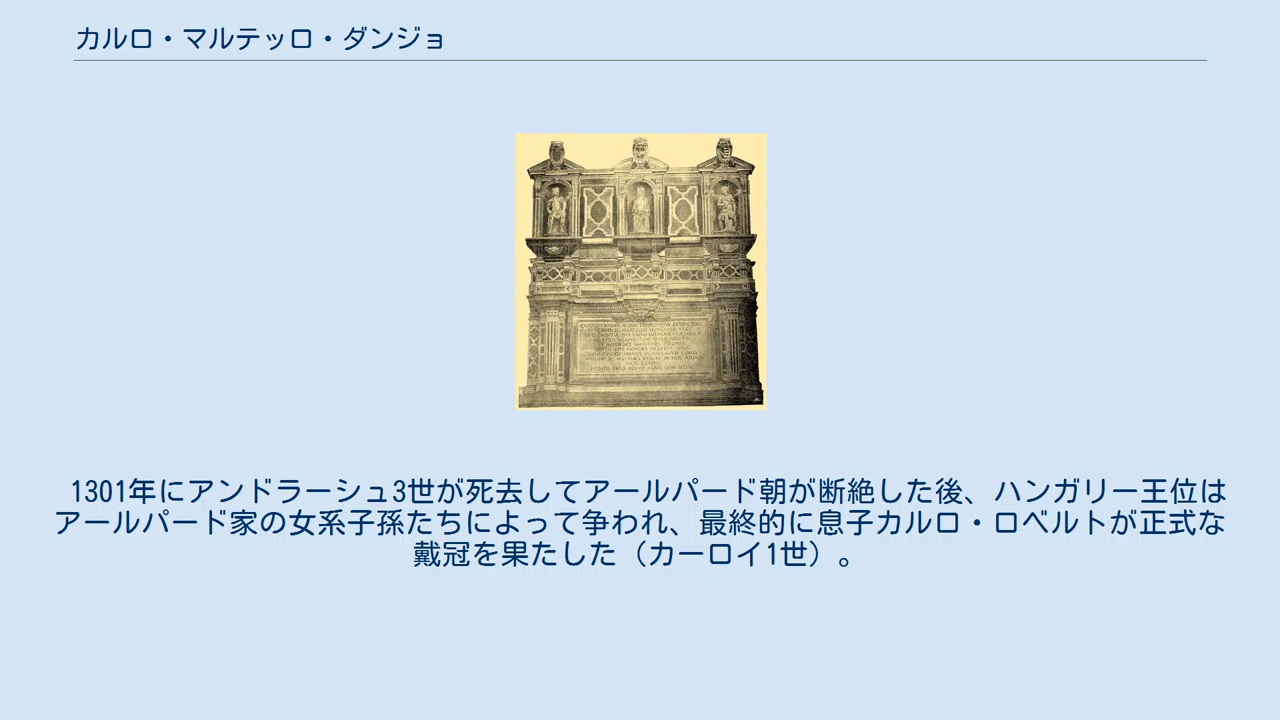 カルロ・マルテッロ・ダンジョ
1301年にアンドラーシュ3世が死去してアールパード朝が断絶した後、ハンガリー王位は
アールパード家の女系子孫たちによって争われ、最終的に息子カルロ・ロベルトが正式な
戴冠を果たした（カーロイ1世）。